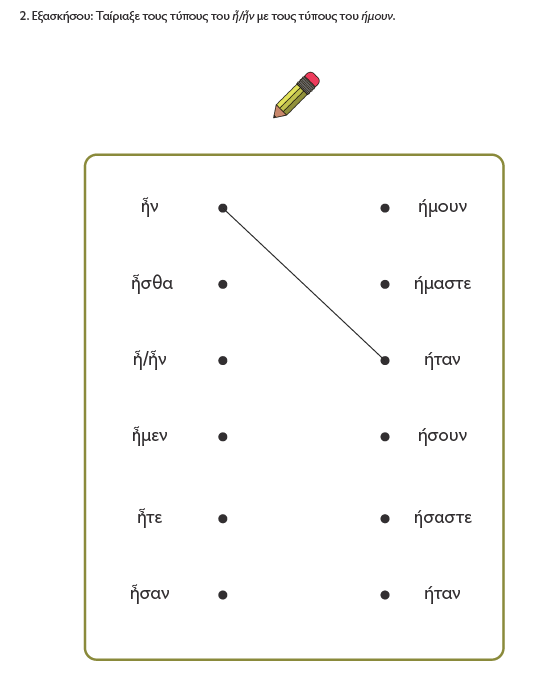 2. Εξασκήσου: Ταίριαξε τους τύπους του ἦ/ἦν με τους τύπους του ήμουν.
ἦν ήμουν
ἦσθα ήμαστε
ἦ/ἦν ήταν
ἦμεν ήσουν
ἦτε ήσαστε
ἦσαν ήταν